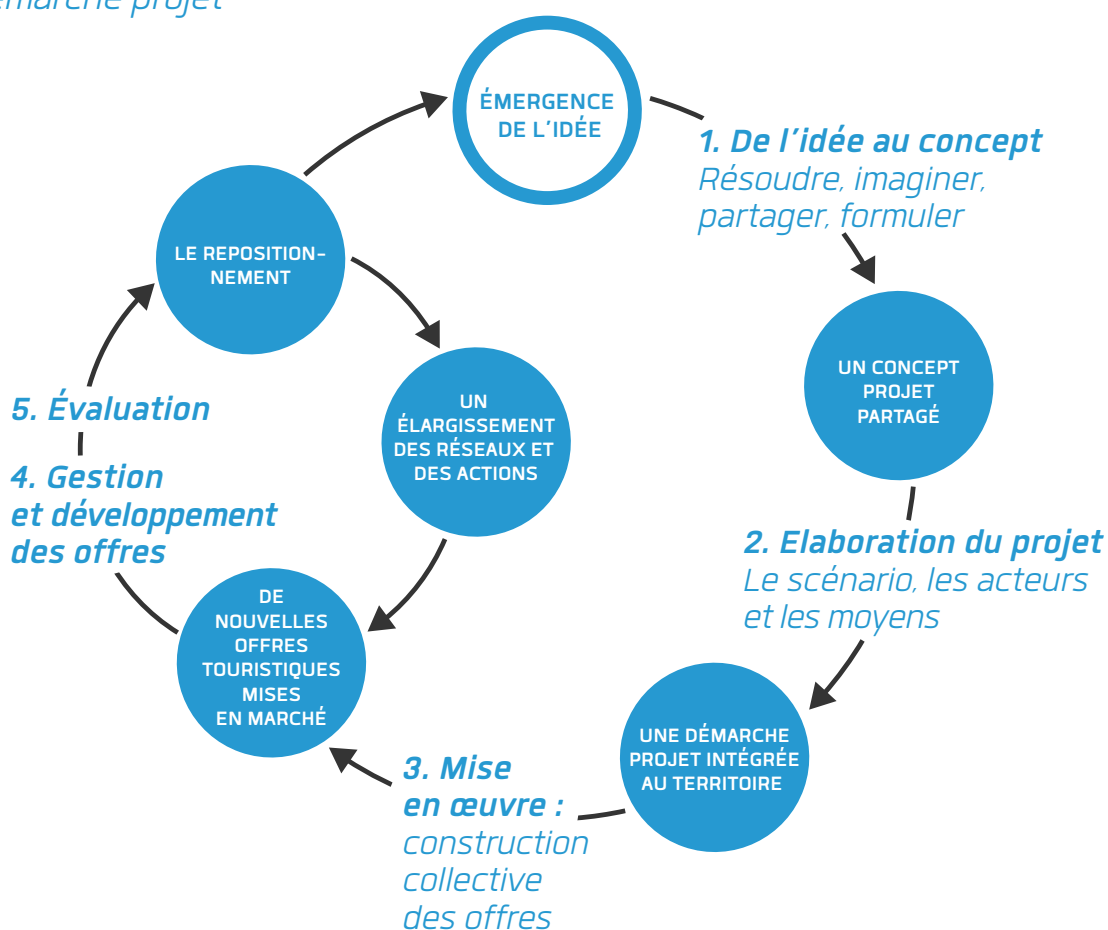 démarche projet
ÉMERGENCE
DE L'IDÉE
1. De l'idée au concept
Résoudre, imaginer,
partager, formuler
UN CONCEPT
PROJET
PARTAGÉ
2. Elaboration du projet
Le scénario, les acteurs
et les moyens
UNE DÉMARCHE
PROJET INTÉGRÉE
AU TERRITOIRE
3. Mise
en œuvre :
construction
collective
des offres
DE
NOUVELLES
OFFRES
TOURISTIQUES
MISES
EN MARCHÉ
4. Gestion
et développement
des offres
5. Évaluation
LE REPOSITION-
NEMENT
UN
ÉLARGISSEMENT
DES RÉSEAUX ET
DES ACTIONS